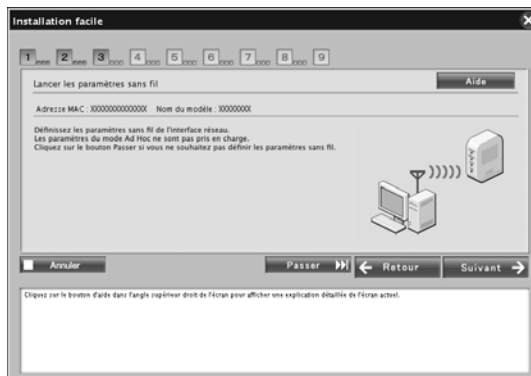 Installation facile
1 2 3 4 5 6 7 8 9
Lancer les paramètres sans fil
Aide
Adresse MAC : XXXXXXXXXXXXXX Nom du modèle : XXXXXXXX
Définissez les paramètres sans fil de l'interface réseau.
Les paramètres du mode Ad Hoc ne sont pas pris en charge.
Cliquez sur le bouton Passer si vous ne souhaitez pas définir les paramètres sans fil.
Annuler
Passer
Retour
Suivant
Cliquez sur le bouton d'aide dans l'angle supérieur droit de l'écran pour afficher une explication détaillée de l'écran actuel.